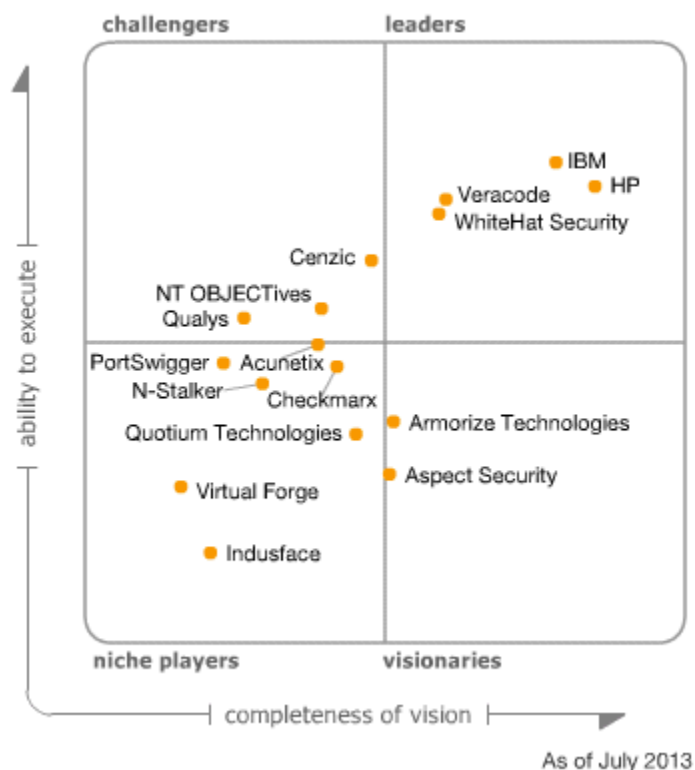 challengers
leaders
IBM
HP
Veracode
WhiteHat Security
Cenzic
NT OBJECTives
Qualys
PortSwigger
Acunetix
N-Stalker
Checkmarx
Armorize Technologies
Quotium Technologies
Aspect Security
Virtual Forge
Indusface
ability to execute
niche players
visionaries
completeness of vision
As of July 2013